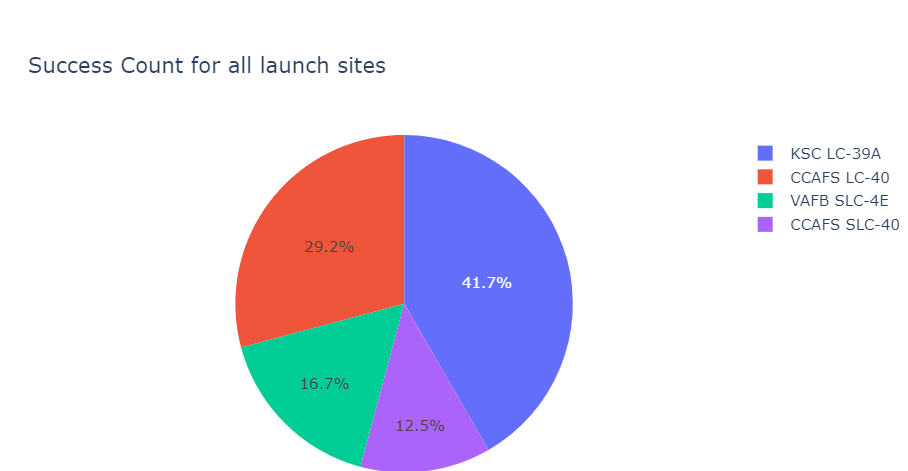 Success Count for all launch sites
KSC LC-39A
CCAFS LC-40
VAFB SLC-4E
CCAFS SLC-40
29.2%
41.7%
16.7%
12.5%